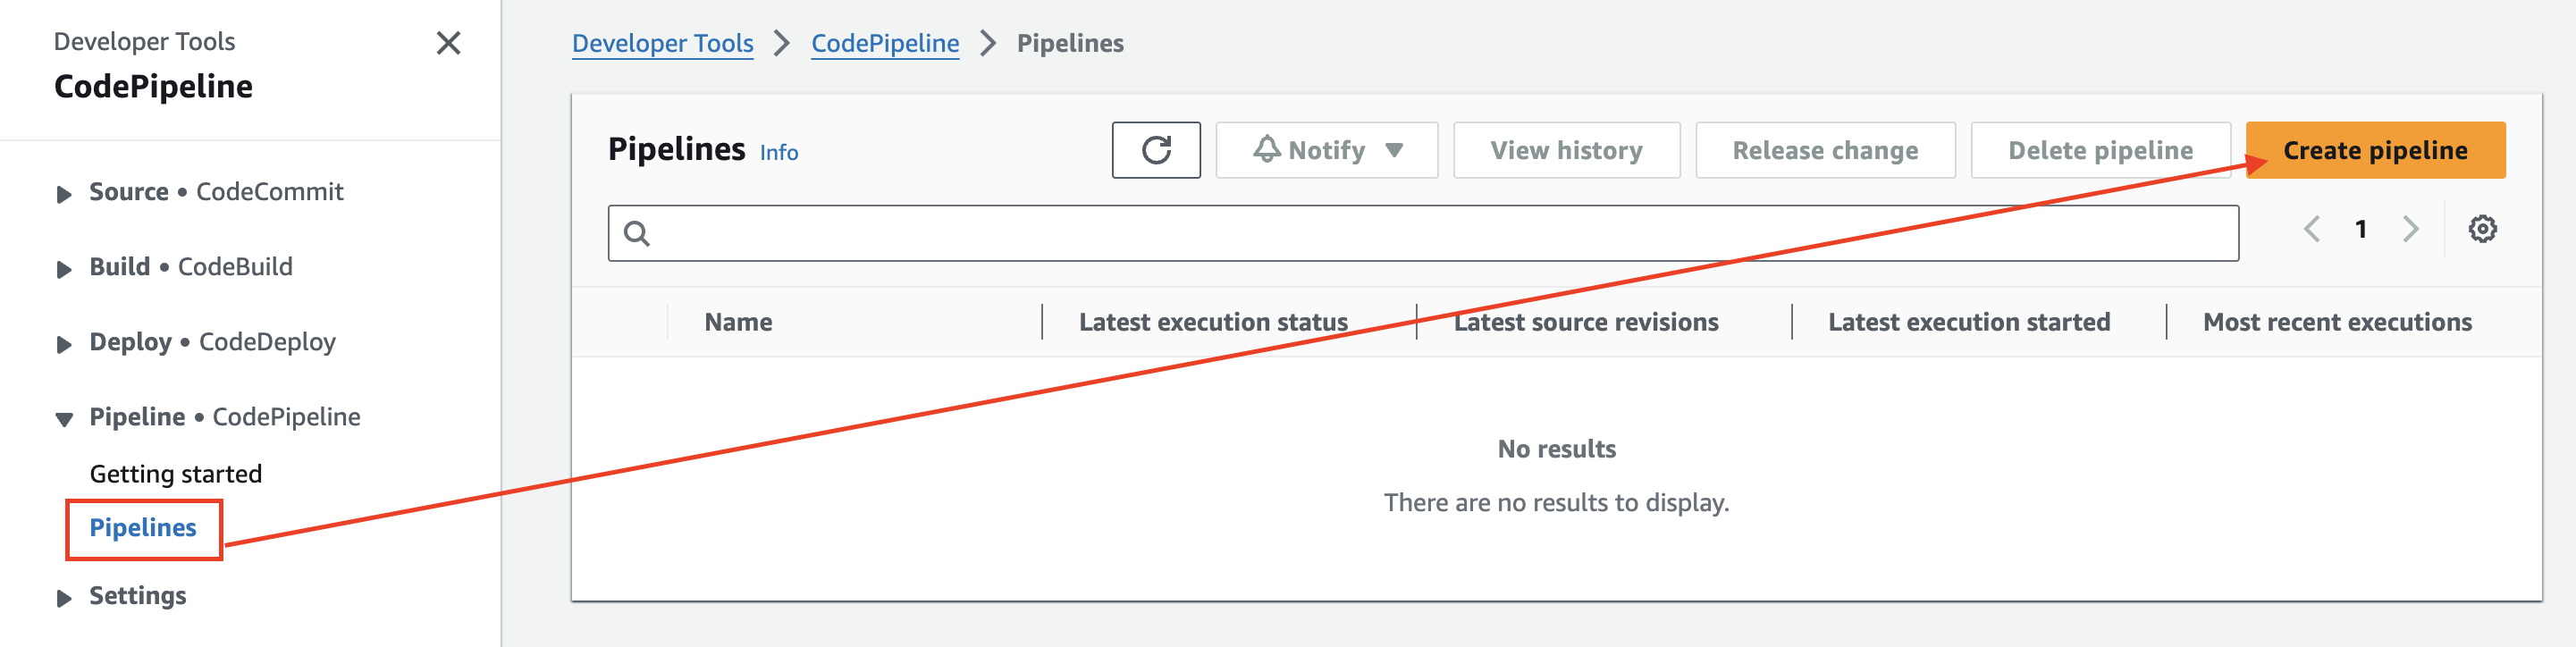 Developer Tools
CodePipeline
Source • CodeCommit
Build • CodeBuild
Deploy • CodeDeploy
Pipeline • CodePipeline
Getting started
Pipelines
Settings
Developer Tools > CodePipeline > Pipelines
Pipelines Info
Notify
View history
Release change
Delete pipeline
Create pipeline
1
Name
Latest execution status
Latest source revisions
Latest execution started
Most recent executions
No results
There are no results to display.